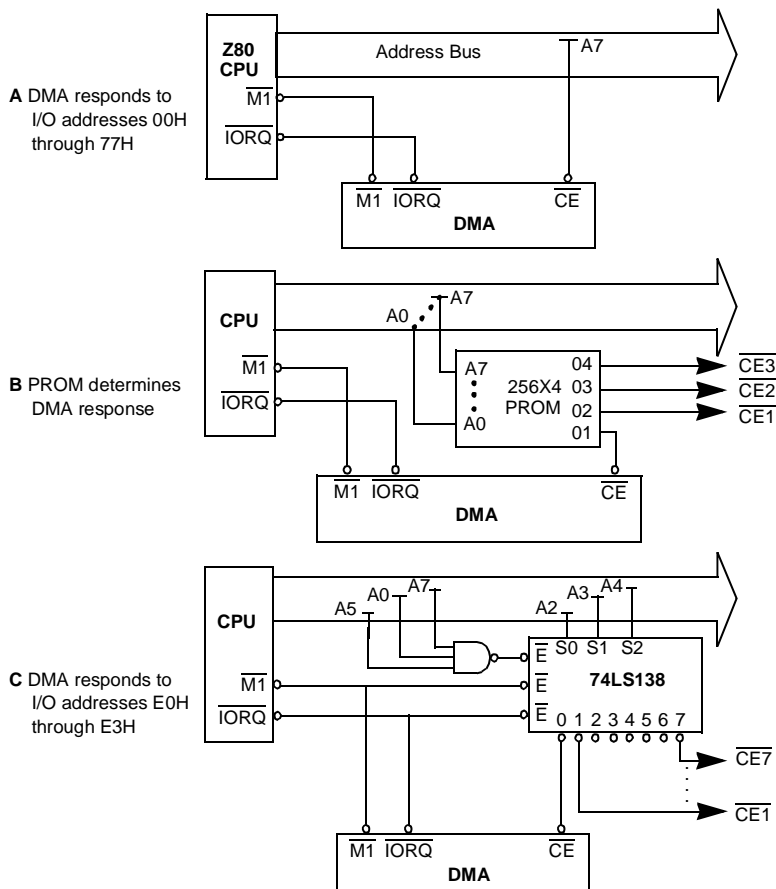 Z80
CPU
Address Bus
A7
A DMA responds to
I/O addresses 00H
through 77H
M1
IORQ
M1 IORQ CE
DMA
CPU
A0
A7
M1
IORQ
B PROM determines
DMA response
A7
A0
256X4
PROM
04
03
02
01
CE3
CE2
CE1
M1 IORQ CE
DMA
CPU
A5
A0
A7
A2
A3
A4
C DMA responds to
I/O addresses E0H
through E3H
M1
IORQ
E
E
E
S0 S1 S2
74LS138
0 1 2 3 4 5 6 7
CE7
CE1
M1 IORQ CE
DMA